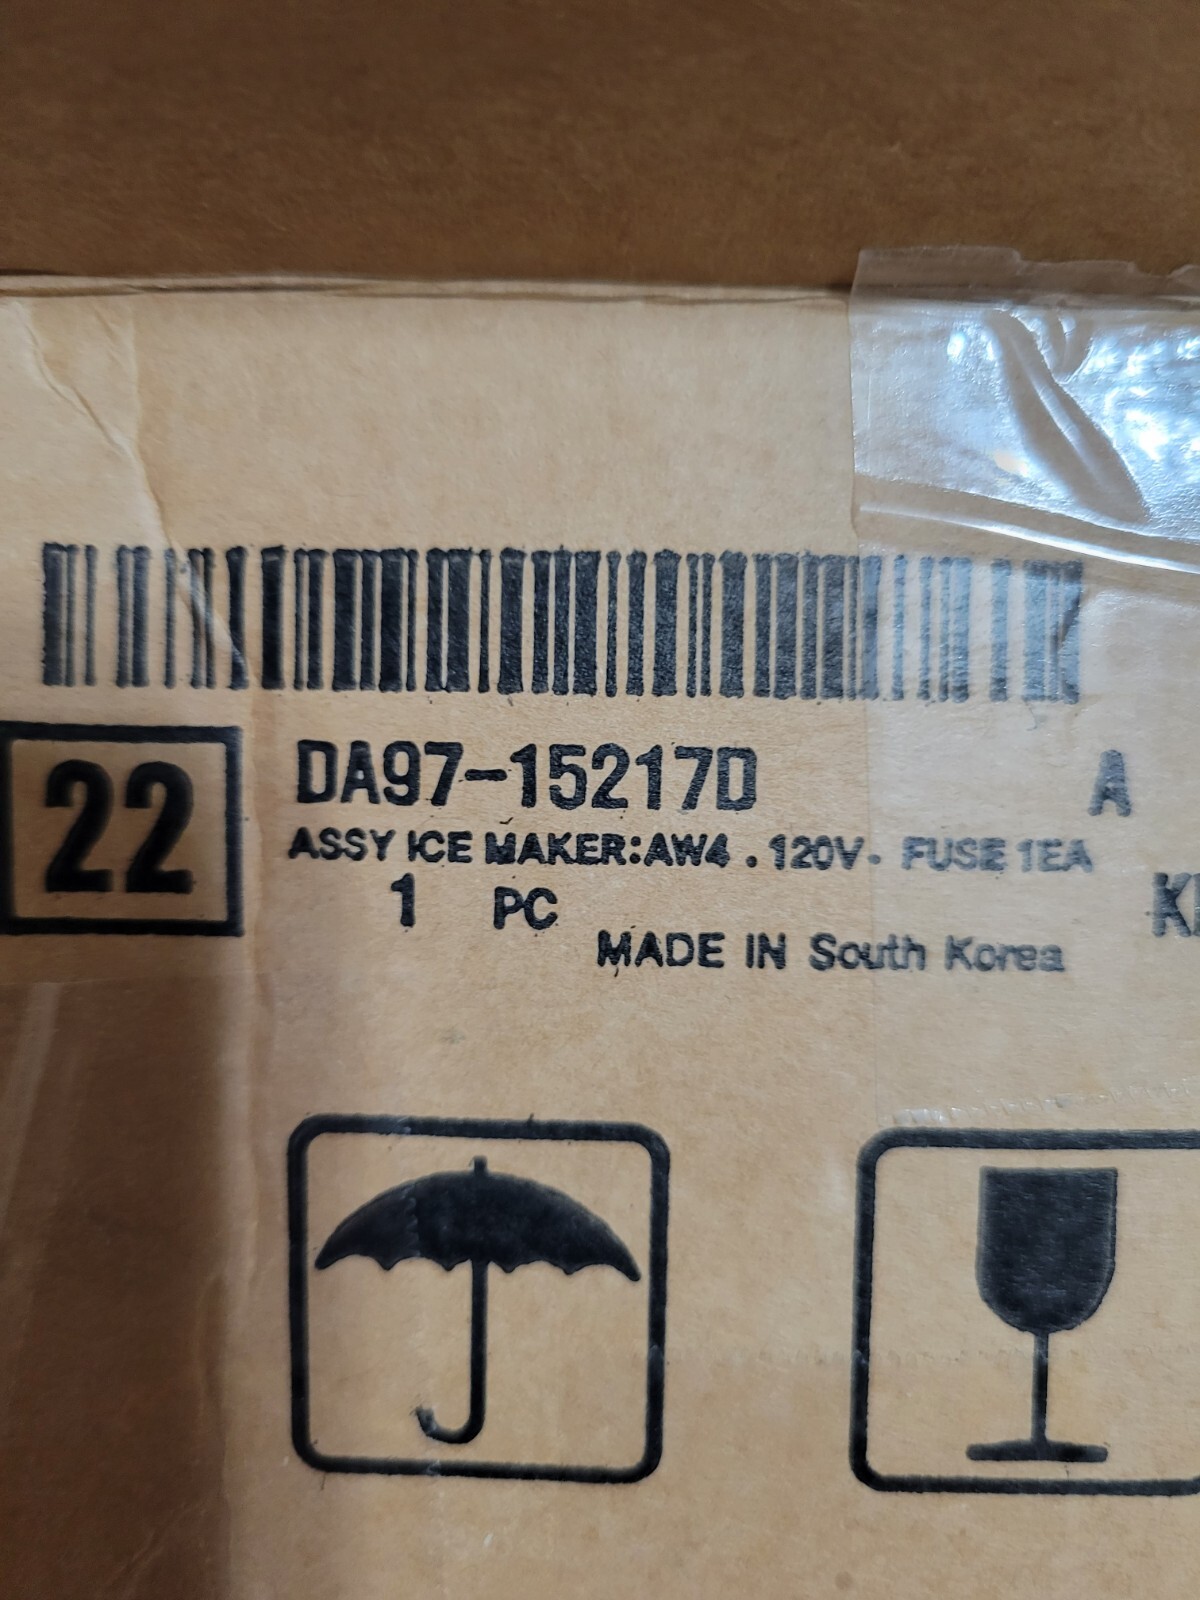 22
DA97-15217D A
ASSY ICE MAKER:AW4 . 120V. FUSE 1EA
1 PC
MADE IN South Korea